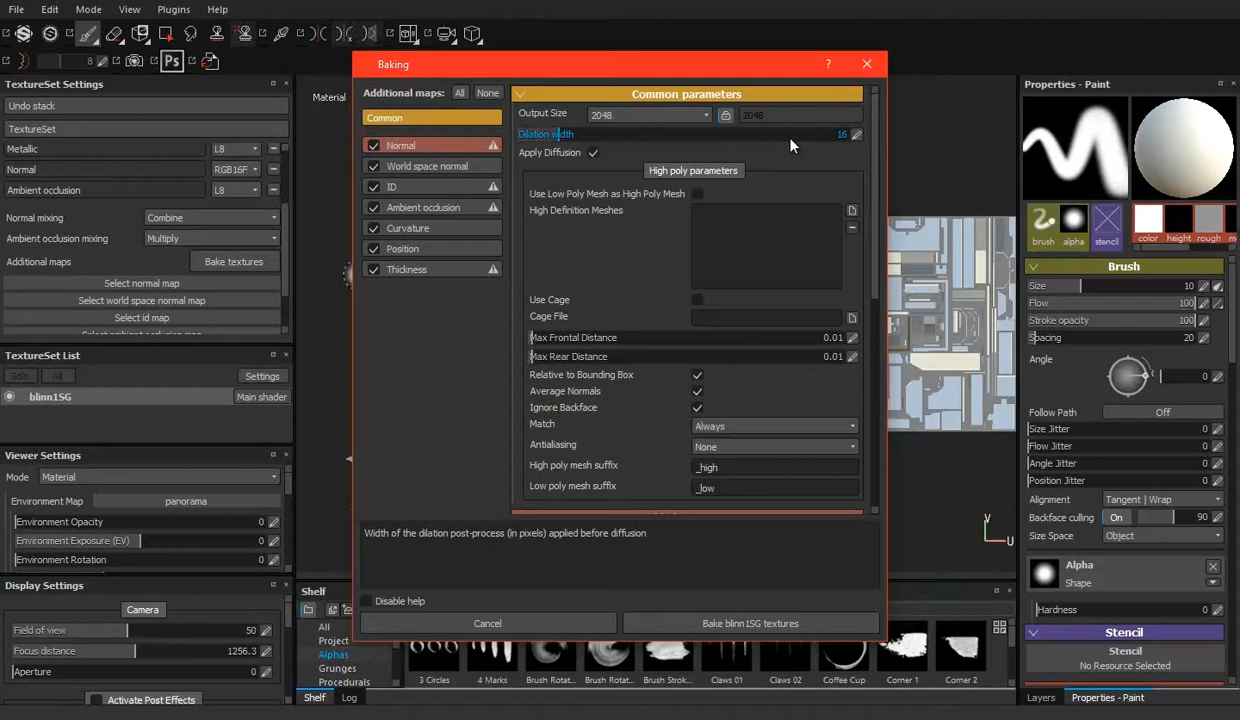 File Edit Mode View Plugins Help
8 Ps
TextureSet Settings
Undo stack
TextureSet
Metallic L8
Normal RGB16F
Ambient occlusion L8
Normal mixing Combine
Ambient occlusion mixing Multiply
Additional maps Bake textures
Select normal map
Select world space normal map
Select id map
Select ambient occlusion map
TextureSet List
Solo All Settings
blinn1SG Main shader
Viewer Settings
Mode Material
Environment Map panorama
Environment Opacity 0
Environment Exposure (EV) 0
Environment Rotation 0
Display Settings
Camera
Field of view 50
Focus distance 1256.3
Aperture 0
Activate Post Effects
Material
Baking ?
Additional maps: All None
Common
Normal
World space normal
ID
Ambient occlusion
Curvature
Position
Thickness
Common parameters
Output Size 2048 2048
Dilation width 16
Apply Diffusion
High poly parameters
Use Low Poly Mesh as High Poly Mesh
High Definition Meshes
Use Cage
Cage File
Max Frontal Distance 0.01
Max Rear Distance 0.01
Relative to Bounding Box
Average Normals
Ignore Backface
Match Always
Antialiasing None
High poly mesh suffix _high
Low poly mesh suffix _low
Width of the dilation post-process (in pixels) applied before diffusion
Disable help
Cancel Bake blinn1SG textures
V
U
Shelf
All
Project
Alphas
Grunges
Procedurals
3 Circles 4 Marks Brush Rotat... Brush Rotat... Brush Strok... Claws 01 Claws 02 Coffee Cup Corner 1 Corner 2
Shelf Log
Properties - Paint
brush alpha stencil color height rough m
Brush
Size 10
Flow 100
Stroke opacity 100
Spacing 20
Angle 0
Follow Path Off
Size Jitter 0
Flow Jitter 0
Angle Jitter 0
Position Jitter 0
Alignment Tangent | Wrap
Backface culling On 90
Size Space Object
Alpha
Shape
Hardness 0
Stencil
Stencil
No Resource Selected
Layers Properties - Paint